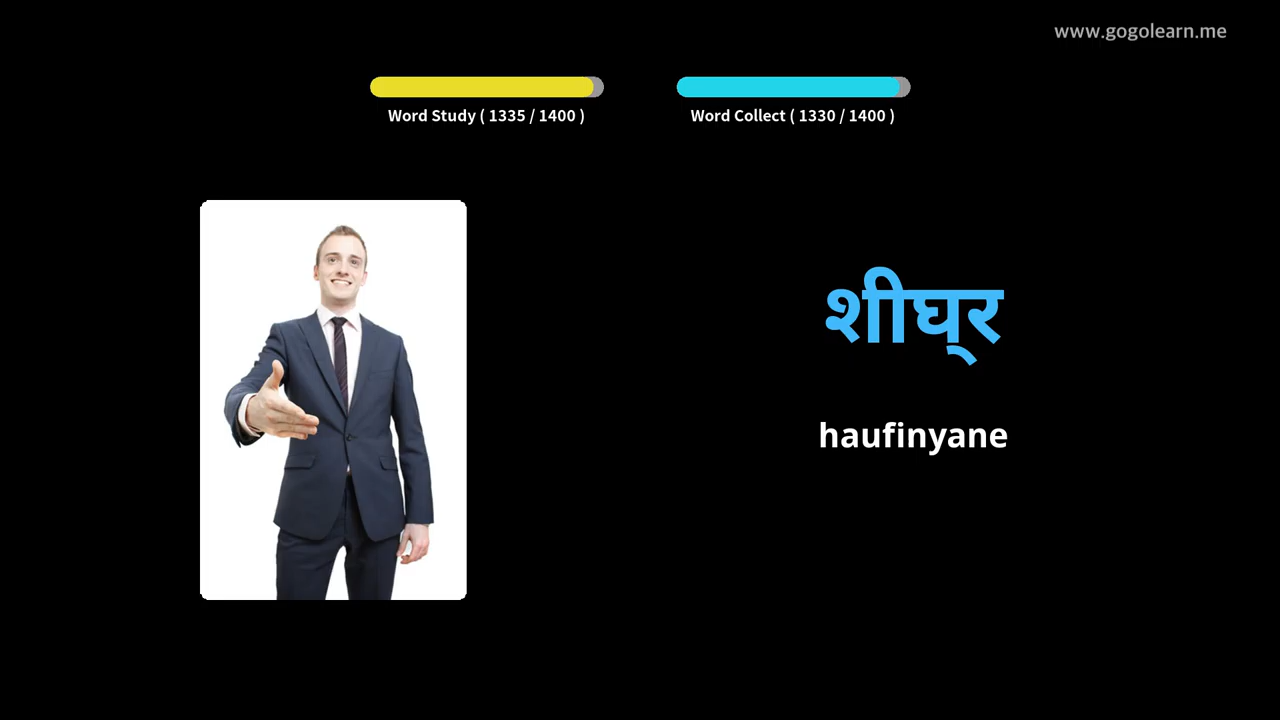 www.gogolearn.me
Word Study ( 1335 / 1400 )
Word Collect ( 1330 / 1400 )
शीघ्र
haufinyane